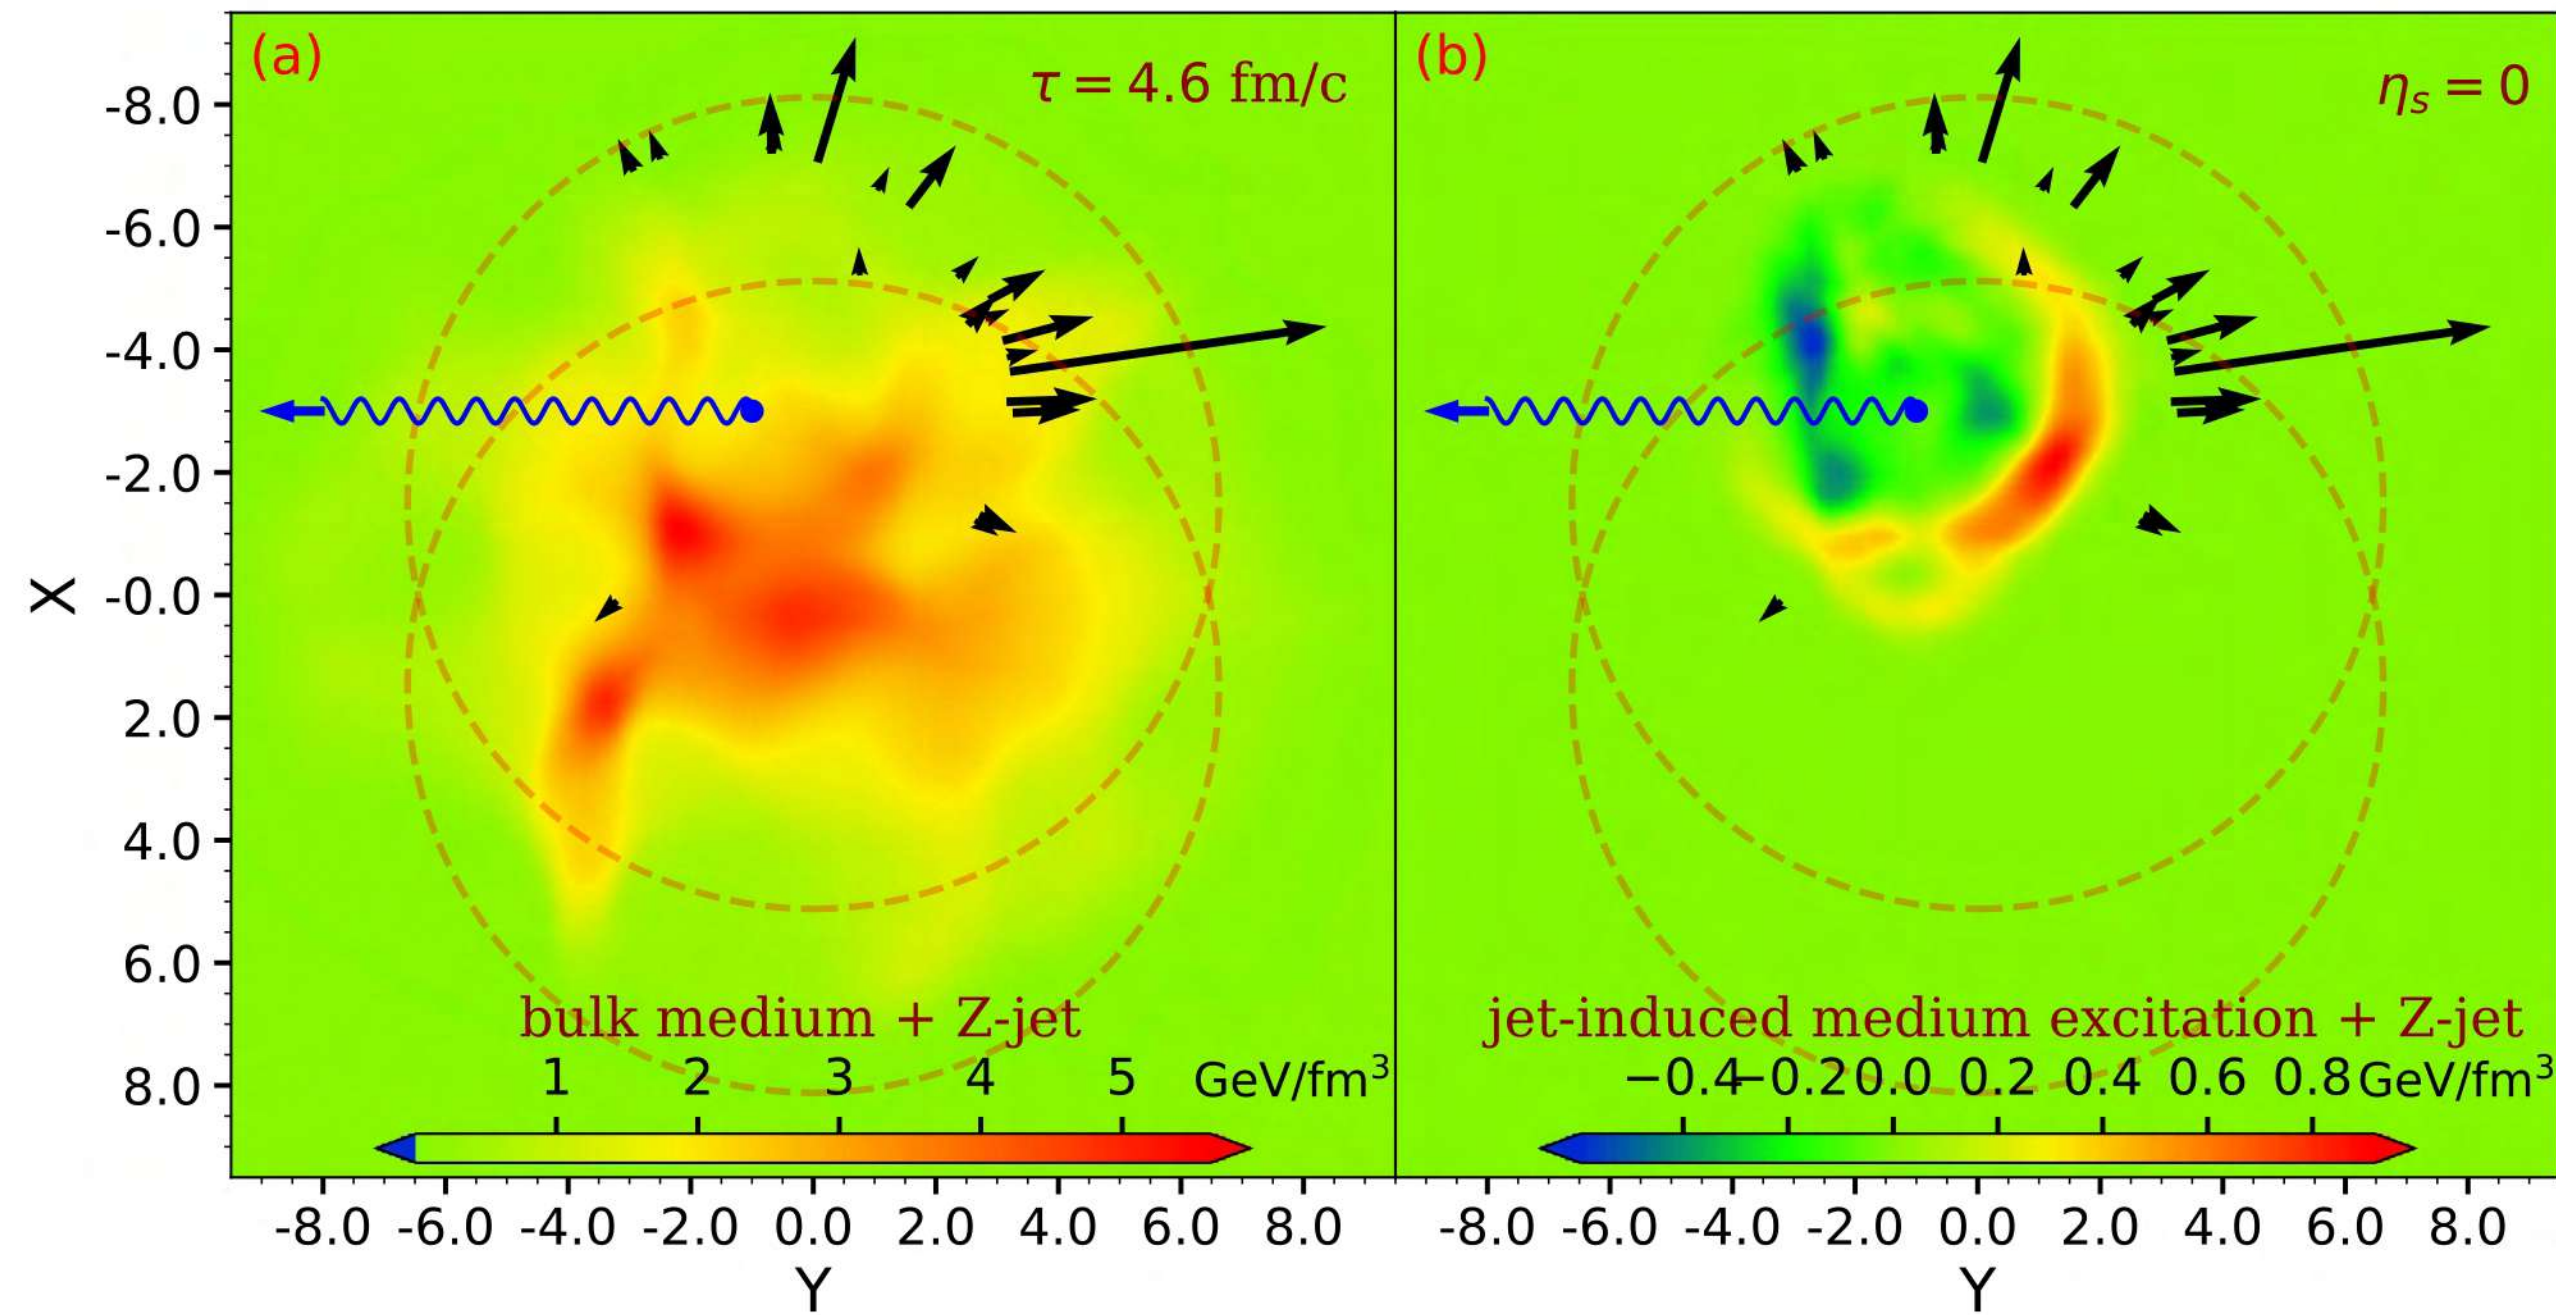 (a)
τ = 4.6 fm/c
(b)
ηₛ = 0
X
-8.0
-6.0
-4.0
-2.0
-0.0
2.0
4.0
6.0
8.0
bulk medium + Z-jet
1 2 3 4 5 GeV/fm³
jet-induced medium excitation + Z-jet
−0.4 −0.2 0.0 0.2 0.4 0.6 0.8 GeV/fm³
-8.0 -6.0 -4.0 -2.0 0.0 2.0 4.0 6.0 8.0
Y
-8.0 -6.0 -4.0 -2.0 0.0 2.0 4.0 6.0 8.0
Y